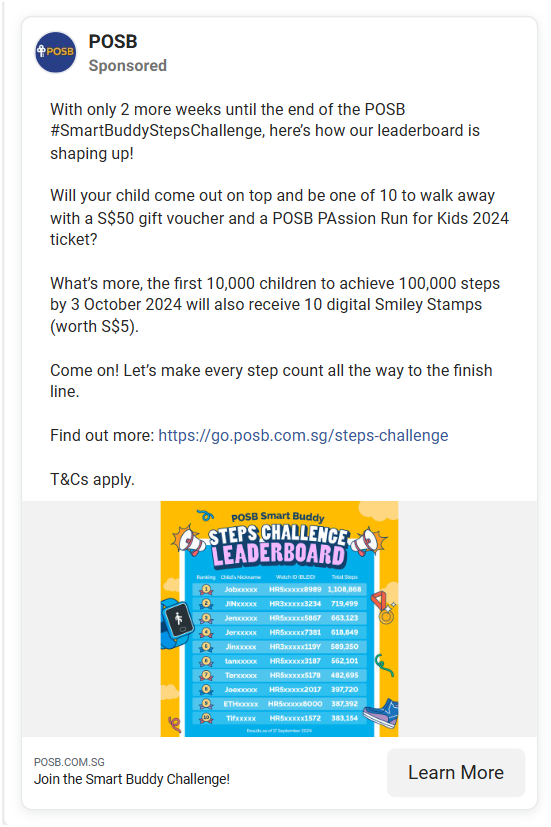 POSB
POSB
Sponsored
With only 2 more weeks until the end of the POSB
#SmartBuddyStepsChallenge, here’s how our leaderboard is
shaping up!
Will your child come out on top and be one of 10 to walk away
with a S$50 gift voucher and a POSB PAssion Run for Kids 2024
ticket?
What’s more, the first 10,000 children to achieve 100,000 steps
by 3 October 2024 will also receive 10 digital Smiley Stamps
(worth S$5).
Come on! Let’s make every step count all the way to the finish
line.
Find out more: https://go.posb.com.sg/steps-challenge
T&Cs apply.
POSB Smart Buddy
STEPS CHALLENGE
LEADERBOARD
Ranking Child's Nickname Watch ID (BLEID) Total Steps
1 Jobxxxxx HR5xxxxx8989 1,108,868
2 JINxxxxx HR3xxxxx3234 719,499
3 Jenxxxxx HR5xxxxx5867 663,123
4 Jerxxxxx HR5xxxxx7381 618,849
5 Jinxxxxx HR3xxxxx119Y 589,350
6 tanxxxxx HR5xxxxx3187 562,101
7 Torxxxxx HR5xxxxx5178 482,695
8 Joexxxxx HR5xxxxx2017 397,720
9 ETHxxxxx HR5xxxxx8000 387,392
10 Tifxxxxx HR5xxxxx1572 383,154
Results as of 17 September 2024
POSB.COM.SG
Join the Smart Buddy Challenge!
Learn More